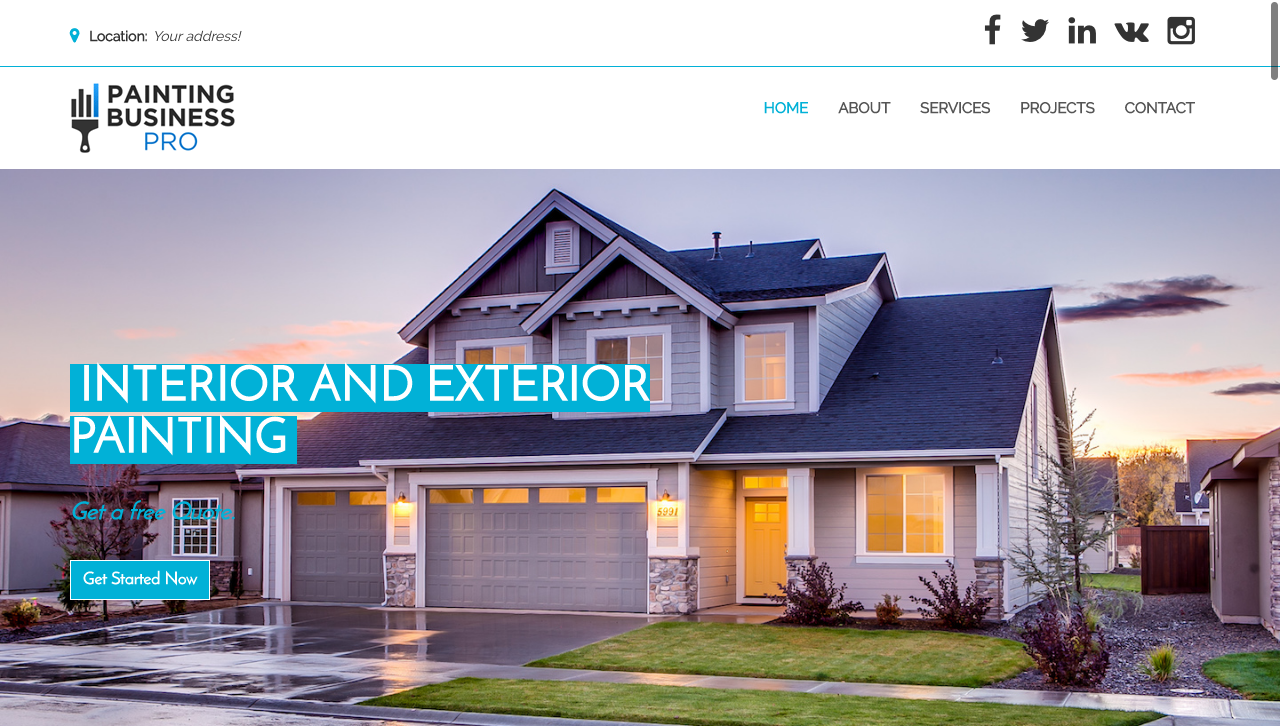 Location: Your address!
PAINTING
BUSINESS
PRO
HOME ABOUT SERVICES PROJECTS CONTACT
INTERIOR AND EXTERIOR
PAINTING
Get a free Quote.
5991
Get Started Now